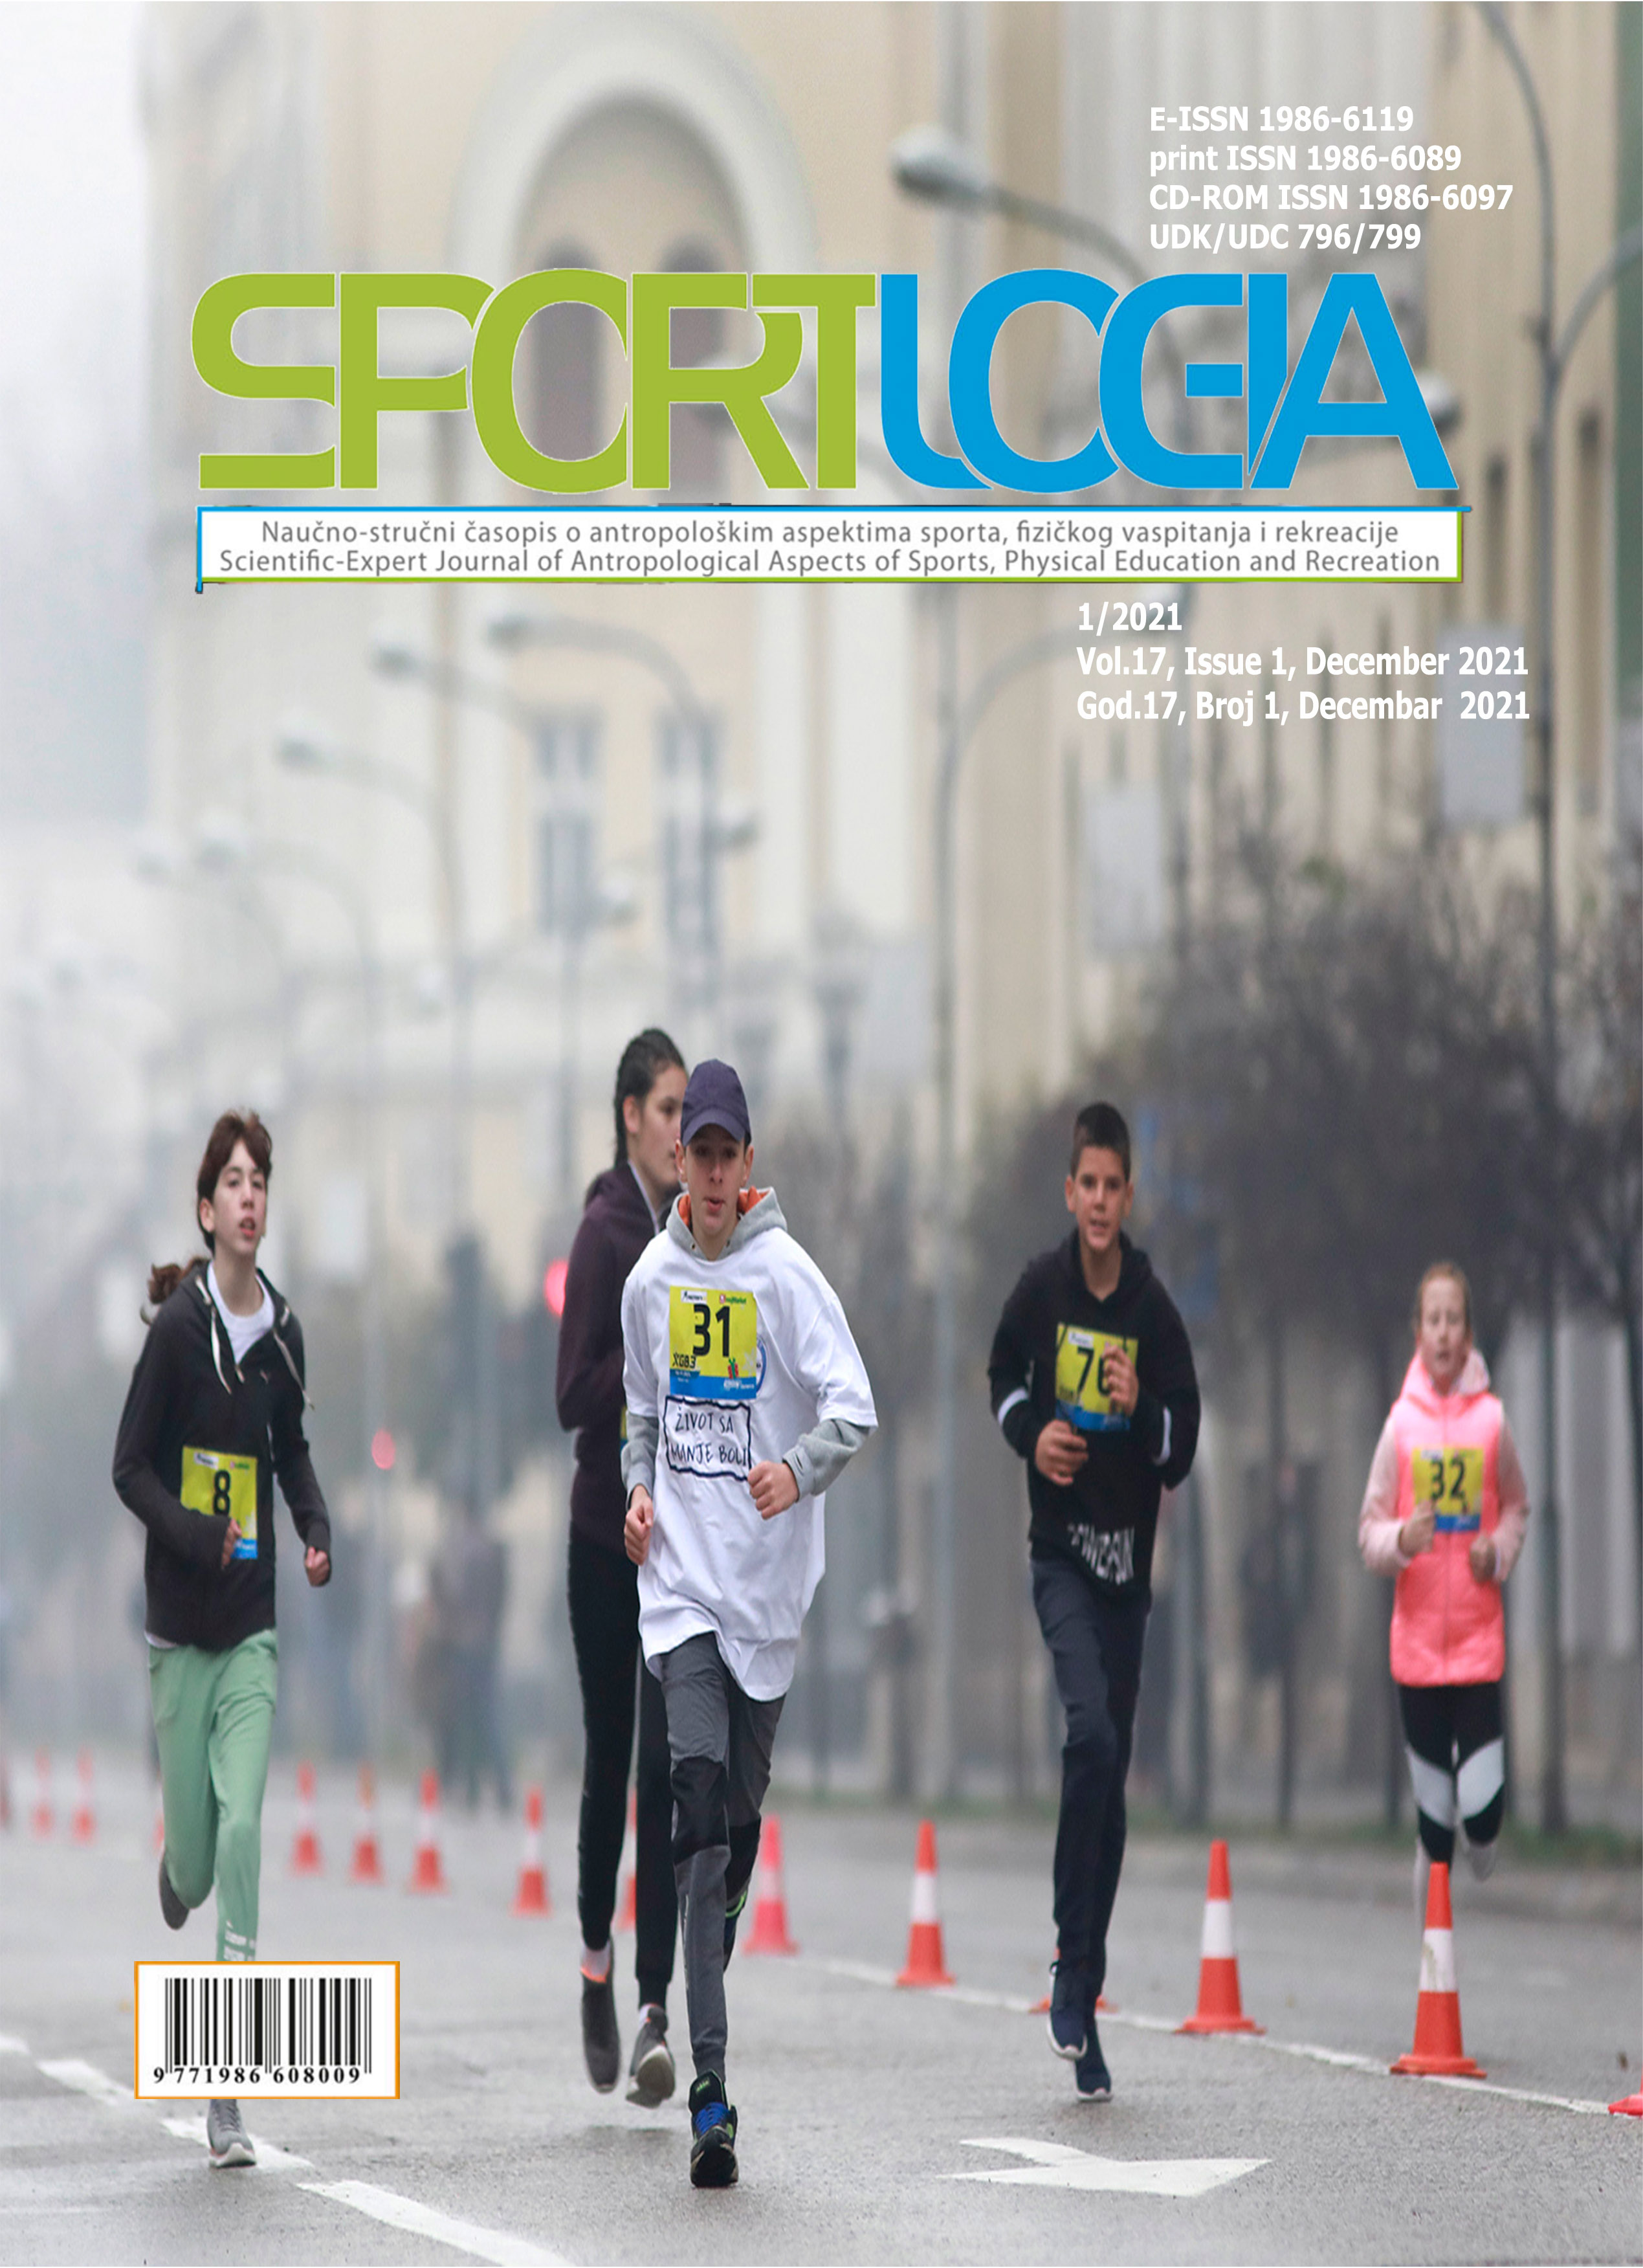 E-ISSN 1986-6119
print ISSN 1986-6089
CD-ROM ISSN 1986-6097
UDK/UDC 796/799
SPORTLOGIA
Naučno-stručni časopis o antropološkim aspektima sporta, fizičkog vaspitanja i rekreacije
Scientific-Expert Journal of Antropological Aspects of Sports, Physical Education and Recreation
1/2021
Vol.17, Issue 1, December 2021
God.17, Broj 1, Decembar 2021
31
ŽIVOT SA
MANJE BOLI
8
32
9 771986 608009